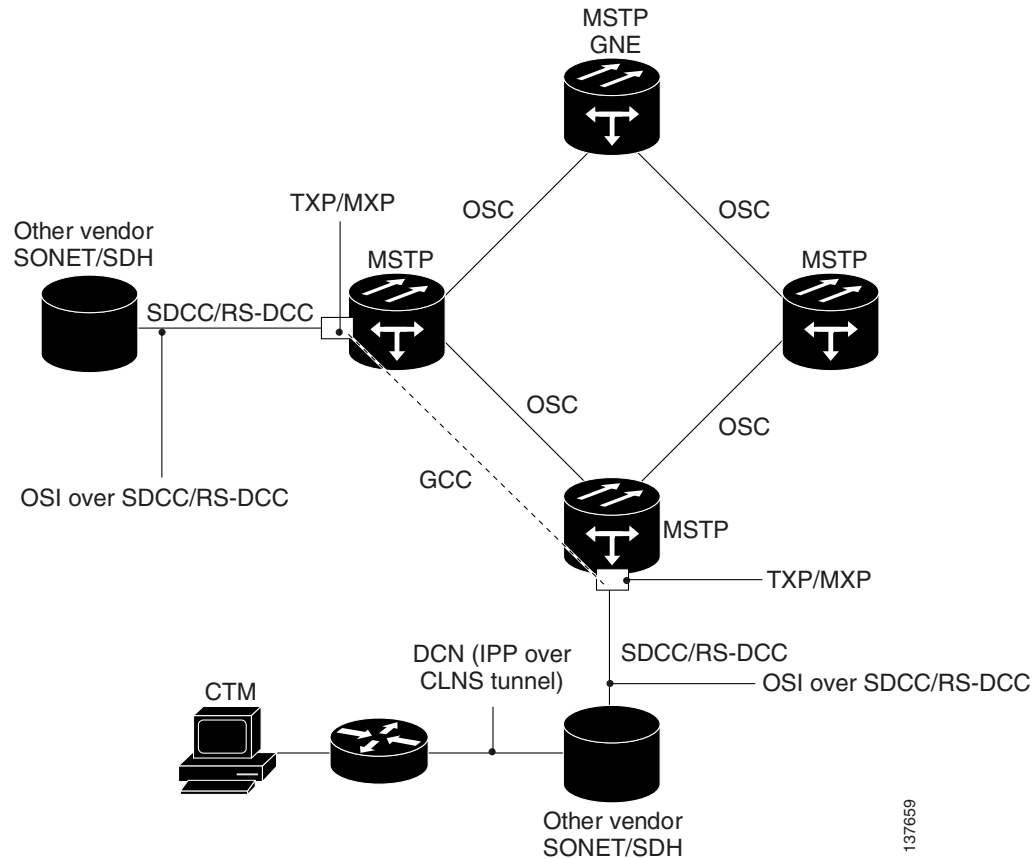 MSTP
GNE
TXP/MXP
OSC
OSC
Other vendor
SONET/SDH
MSTP
MSTP
SDCC/RS-DCC
OSC
OSC
GCC
OSI over SDCC/RS-DCC
MSTP
TXP/MXP
DCN (IPP over
CLNS tunnel)
SDCC/RS-DCC
CTM
OSI over SDCC/RS-DCC
Other vendor
SONET/SDH
137659